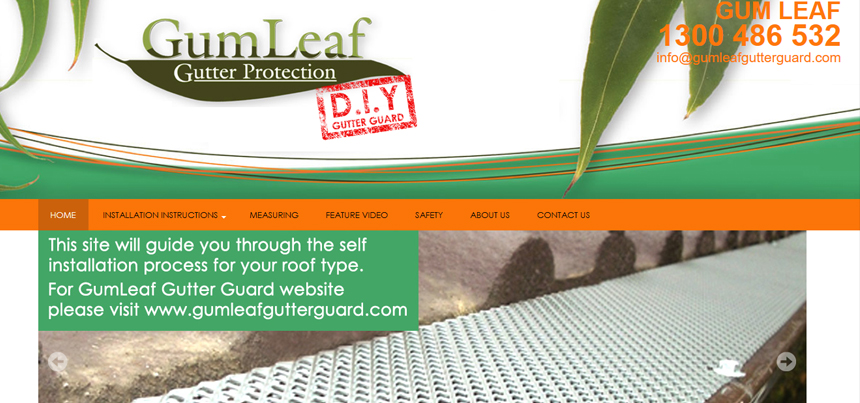 GumLeaf
Gutter Protection
D.I.Y
GUTTER GUARD
GUM LEAF
1300 486 532
info@gumleafgutterguard.com
HOME INSTALLATION INSTRUCTIONS MEASURING FEATURE VIDEO SAFETY ABOUT US CONTACT US
This site will guide you through the self
installation process for your roof type.
For GumLeaf Gutter Guard website
please visit www.gumleafgutterguard.com